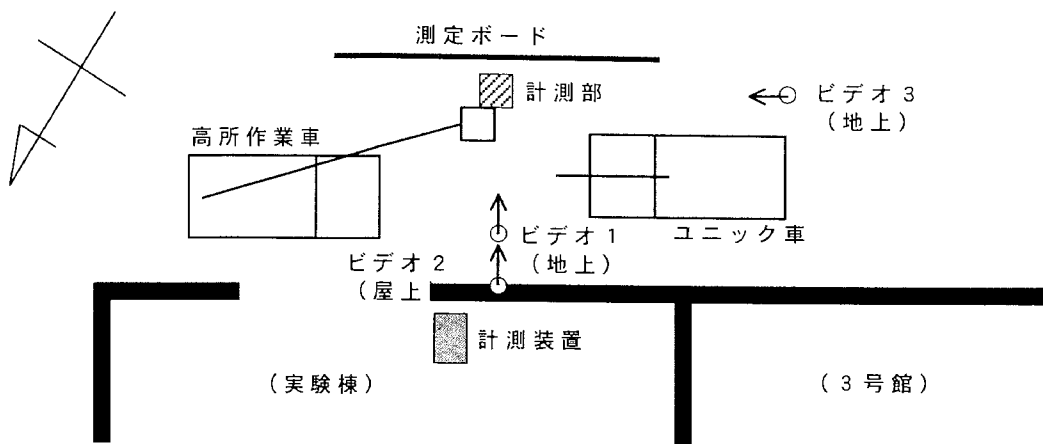 測定ボード
計測部
ビデオ3
(地上)
高所作業車
ユニック車
ビデオ1
(地上)
ビデオ2
(屋上
計測装置
(実験棟)
(3号館)